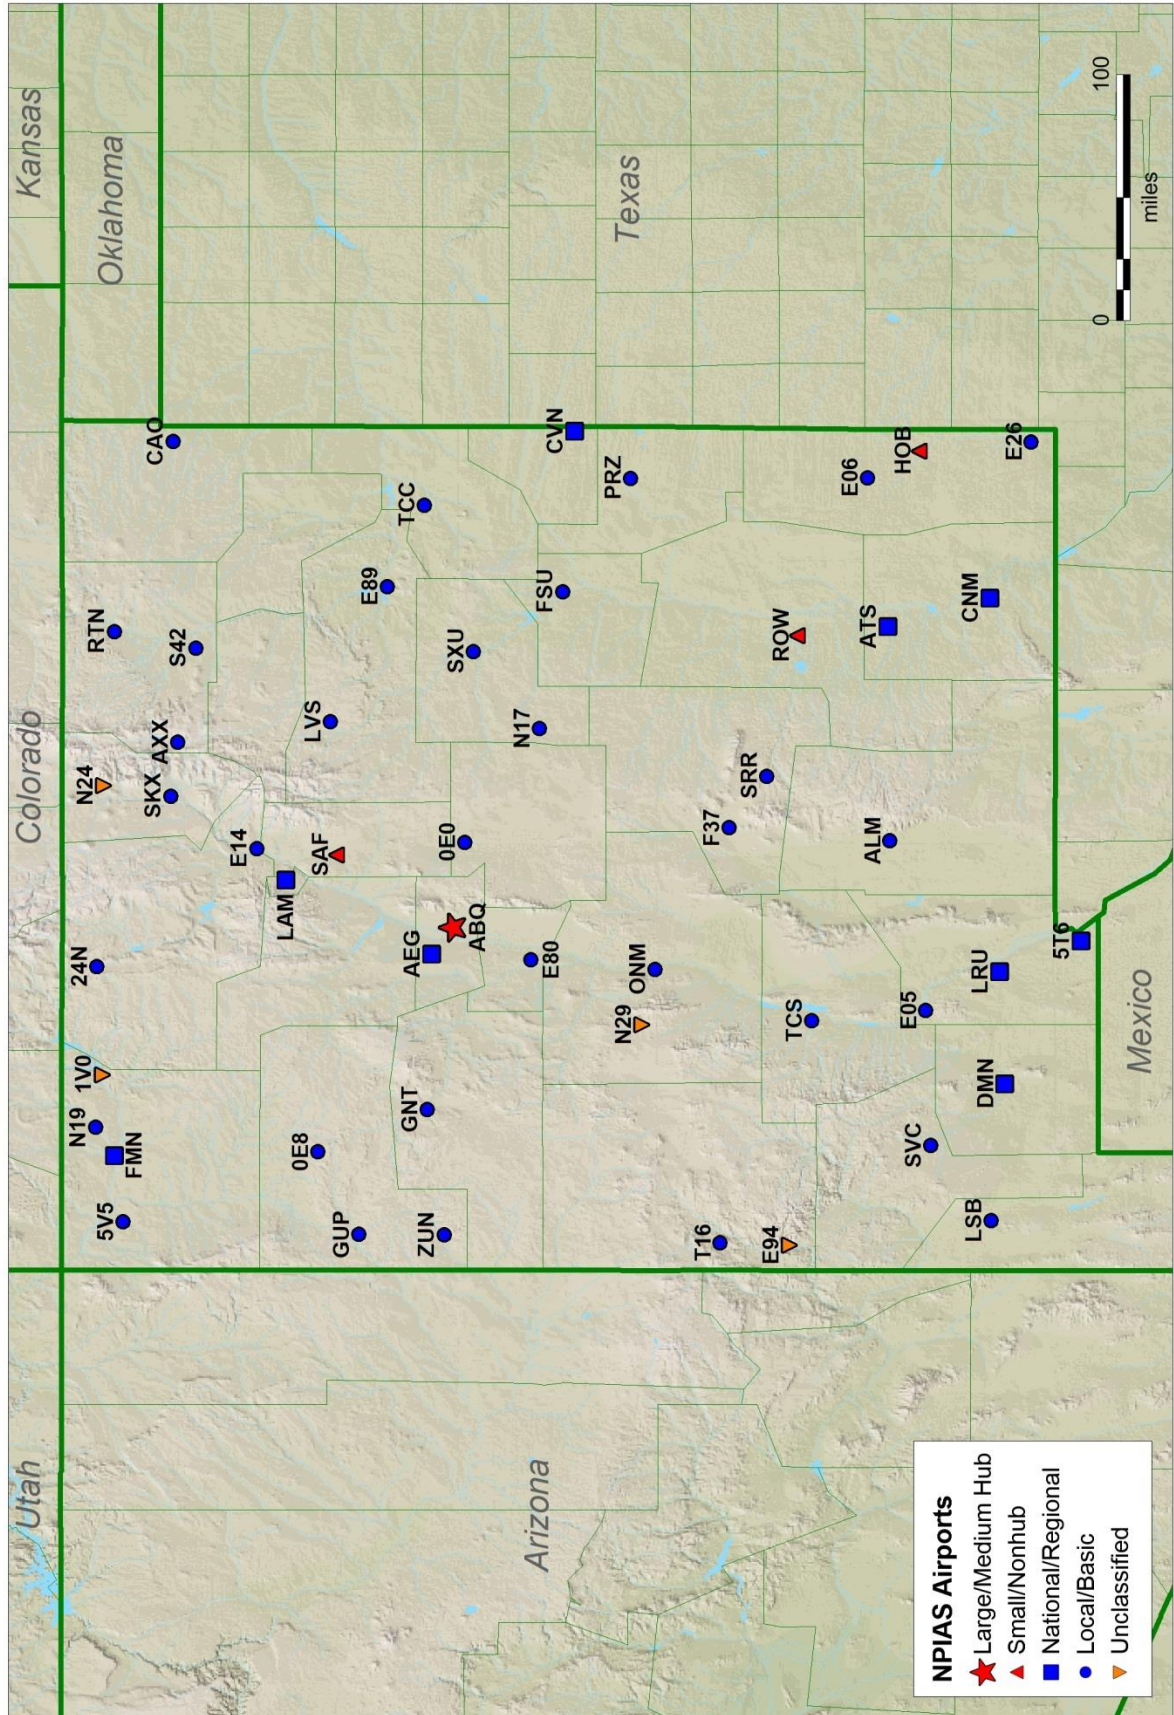 Utah
Colorado
Kansas
Oklahoma
Arizona
Texas
Mexico
5V5
N19
FMN
1V0
24N
N24
SKX
AXX
RTN
S42
CAO
E14
LAM
SAF
LVS
0E8
GUP
ZUN
GNT
AEG
ABQ
0E0
E89
TCC
SXU
E80
N17
FSU
CVN
PRZ
N29
ONM
T16
E94
F37
SRR
ROW
TCS
SVC
E05
ALM
ATS
E06
HOB
LSB
DMN
LRU
CNM
E26
5T6
NPIAS Airports
Large/Medium Hub
Small/Nonhub
National/Regional
Local/Basic
Unclassified
0 100
miles